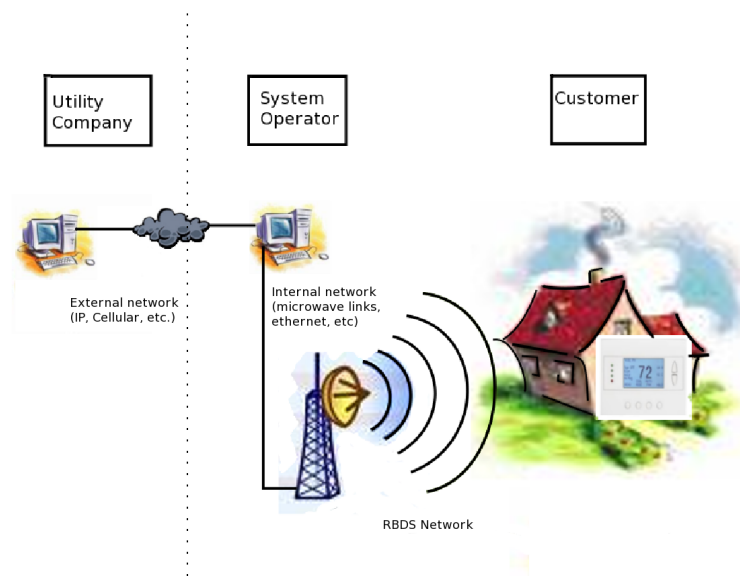 Utility
Company
System
Operator
Customer
External network
(IP, Cellular, etc.)
Internal network
(microwave links,
ethernet, etc)
72
RBDS Network